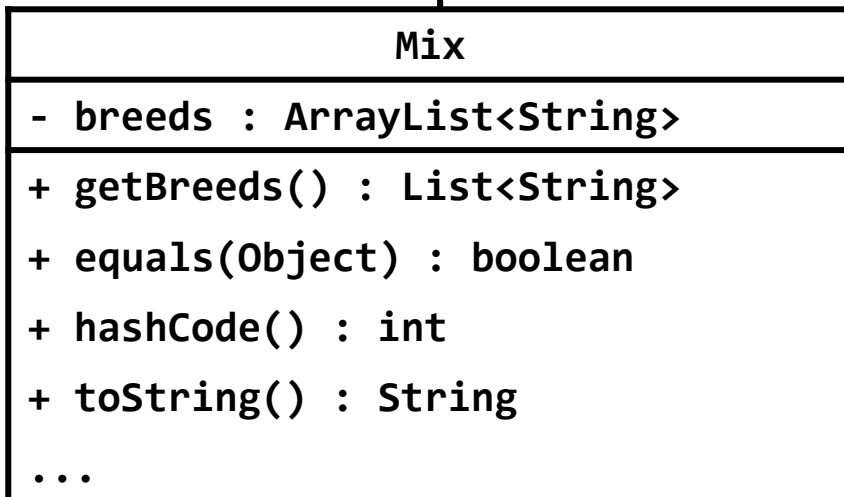 Mix
- breeds : ArrayList<String>
+ getBreeds() : List<String>
+ equals(Object) : boolean
+ hashCode() : int
+ toString() : String
...